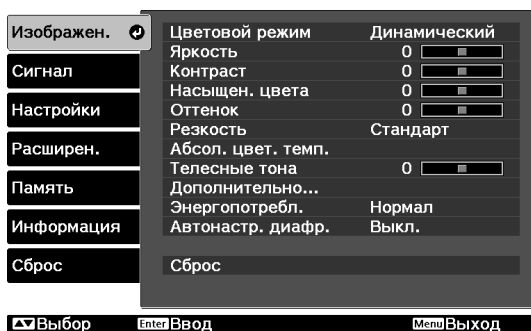 Изображен.
Сигнал
Настройки
Расширен.
Память
Информация
Сброс
Цветовой режим Динамический
Яркость 0
Контраст 0
Насыщен. цвета 0
Оттенок 0
Резкость Стандарт
Абсол. цвет. темп.
Телесные тона 0
Дополнительно...
Энергопотребл. Нормал
Автонастр. диафр. Выкл.
Сброс
Выбор Enter Ввод Menu Выход